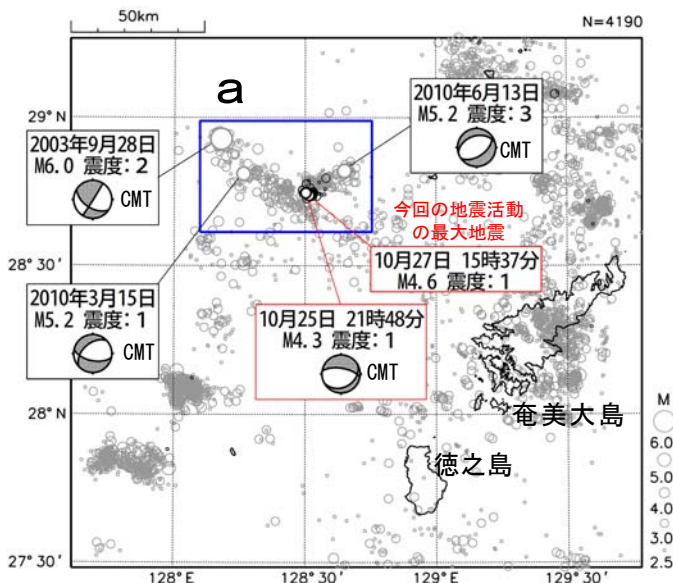 50km
N=4190
a
29°N
2010年6月13日
M5.2 震度:3
CMT
2003年9月28日
M6.0 震度:2
CMT
今回の地震活動
の最大地震
10月27日 15時37分
M4.6 震度:1
28°30′
2010年3月15日
M5.2 震度:1
CMT
10月25日 21時48分
M4.3 震度:1
CMT
28°N
奄美大島
徳之島
M
6.0
5.0
4.0
3.0
2.5
27°30′
128°E
128°30′
129°E
129°30′